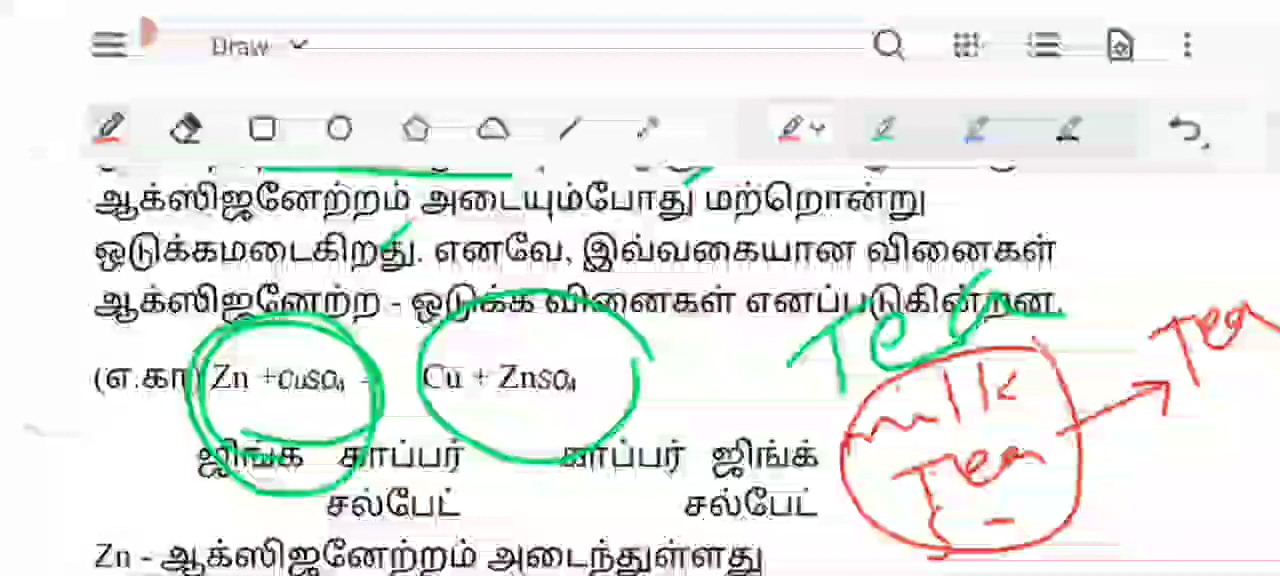 Draw
ஆக்ஸிஜனேற்றம் அடையும்போது மற்றொன்று
ஒடுக்கமடைகிறது. எனவே, இவ்வகையான வினைகள்
ஆக்ஸிஜனேற்ற - ஒடுக்க வினைகள் எனப்படுகின்றன.
Tea
Tea
(எ.கா) Zn + CuSO₄ Cu + ZnSO₄
milk
Tea
ஜிங்க் காப்பர் காப்பர் ஜிங்க்
சல்பேட் சல்பேட்
Zn - ஆக்ஸிஜனேற்றம் அடைந்துள்ளது